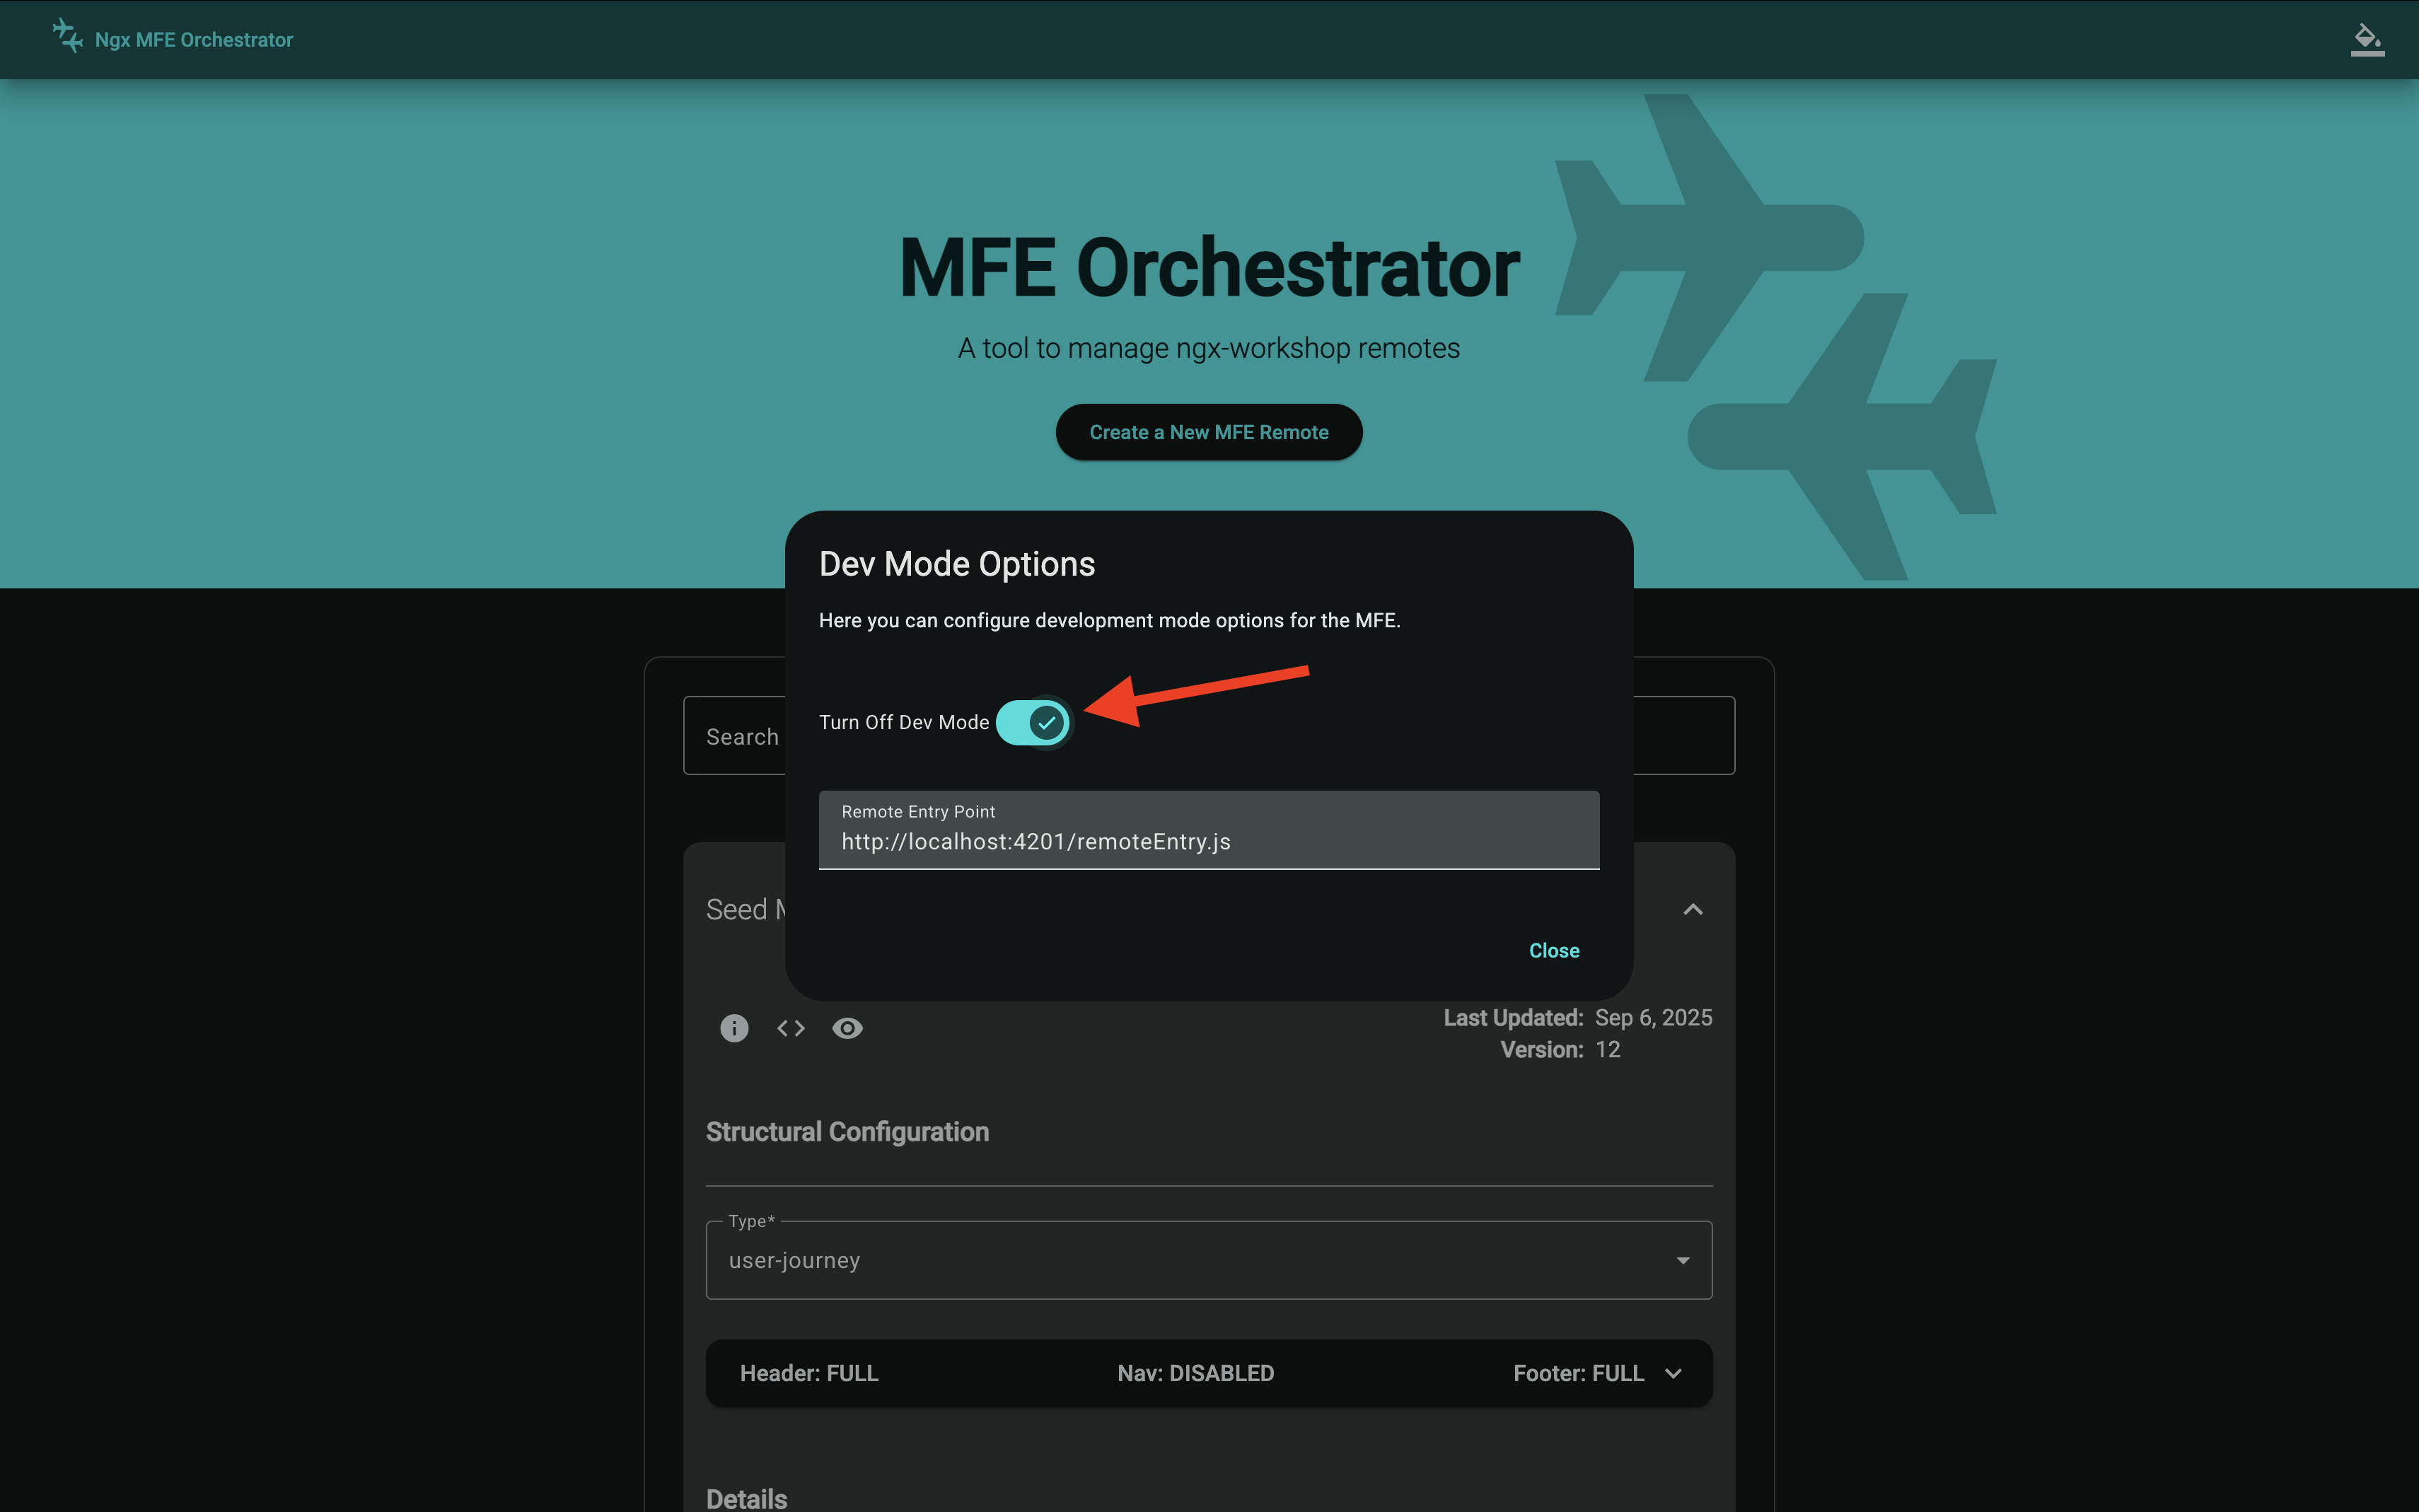 Ngx MFE Orchestrator
MFE Orchestrator
A tool to manage ngx-workshop remotes
Create a New MFE Remote
Dev Mode Options
Here you can configure development mode options for the MFE.
Turn Off Dev Mode
Search
Remote Entry Point
http://localhost:4201/remoteEntry.js
Seed
Close
Last Updated: Sep 6, 2025
Version: 12
Structural Configuration
Type*
user-journey
Header: FULL Nav: DISABLED Footer: FULL
Details